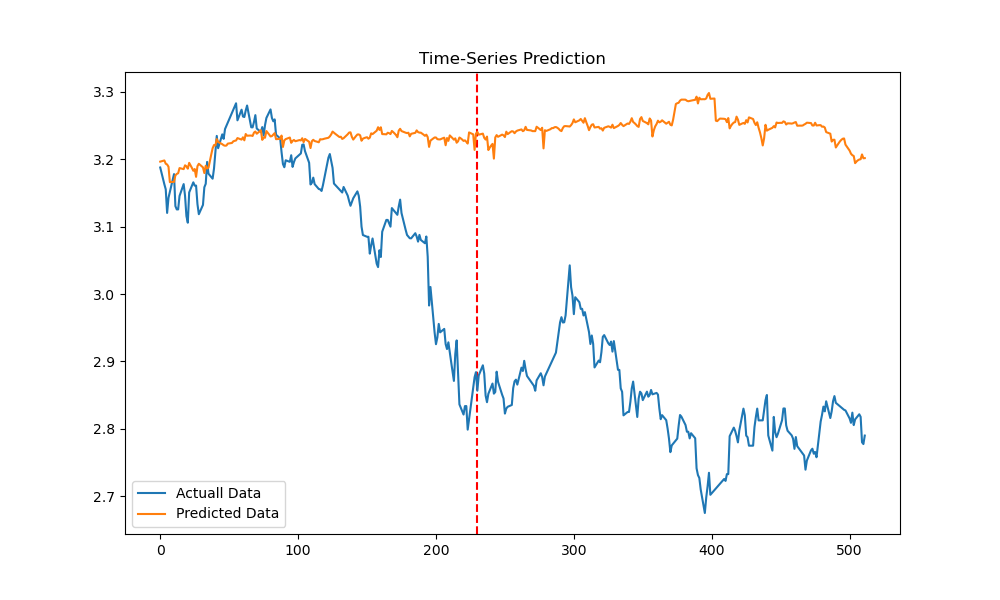 Time-Series Prediction
3.3
3.2
3.1
3.0
2.9
2.8
2.7
Actuall Data
Predicted Data
0 100 200 300 400 500